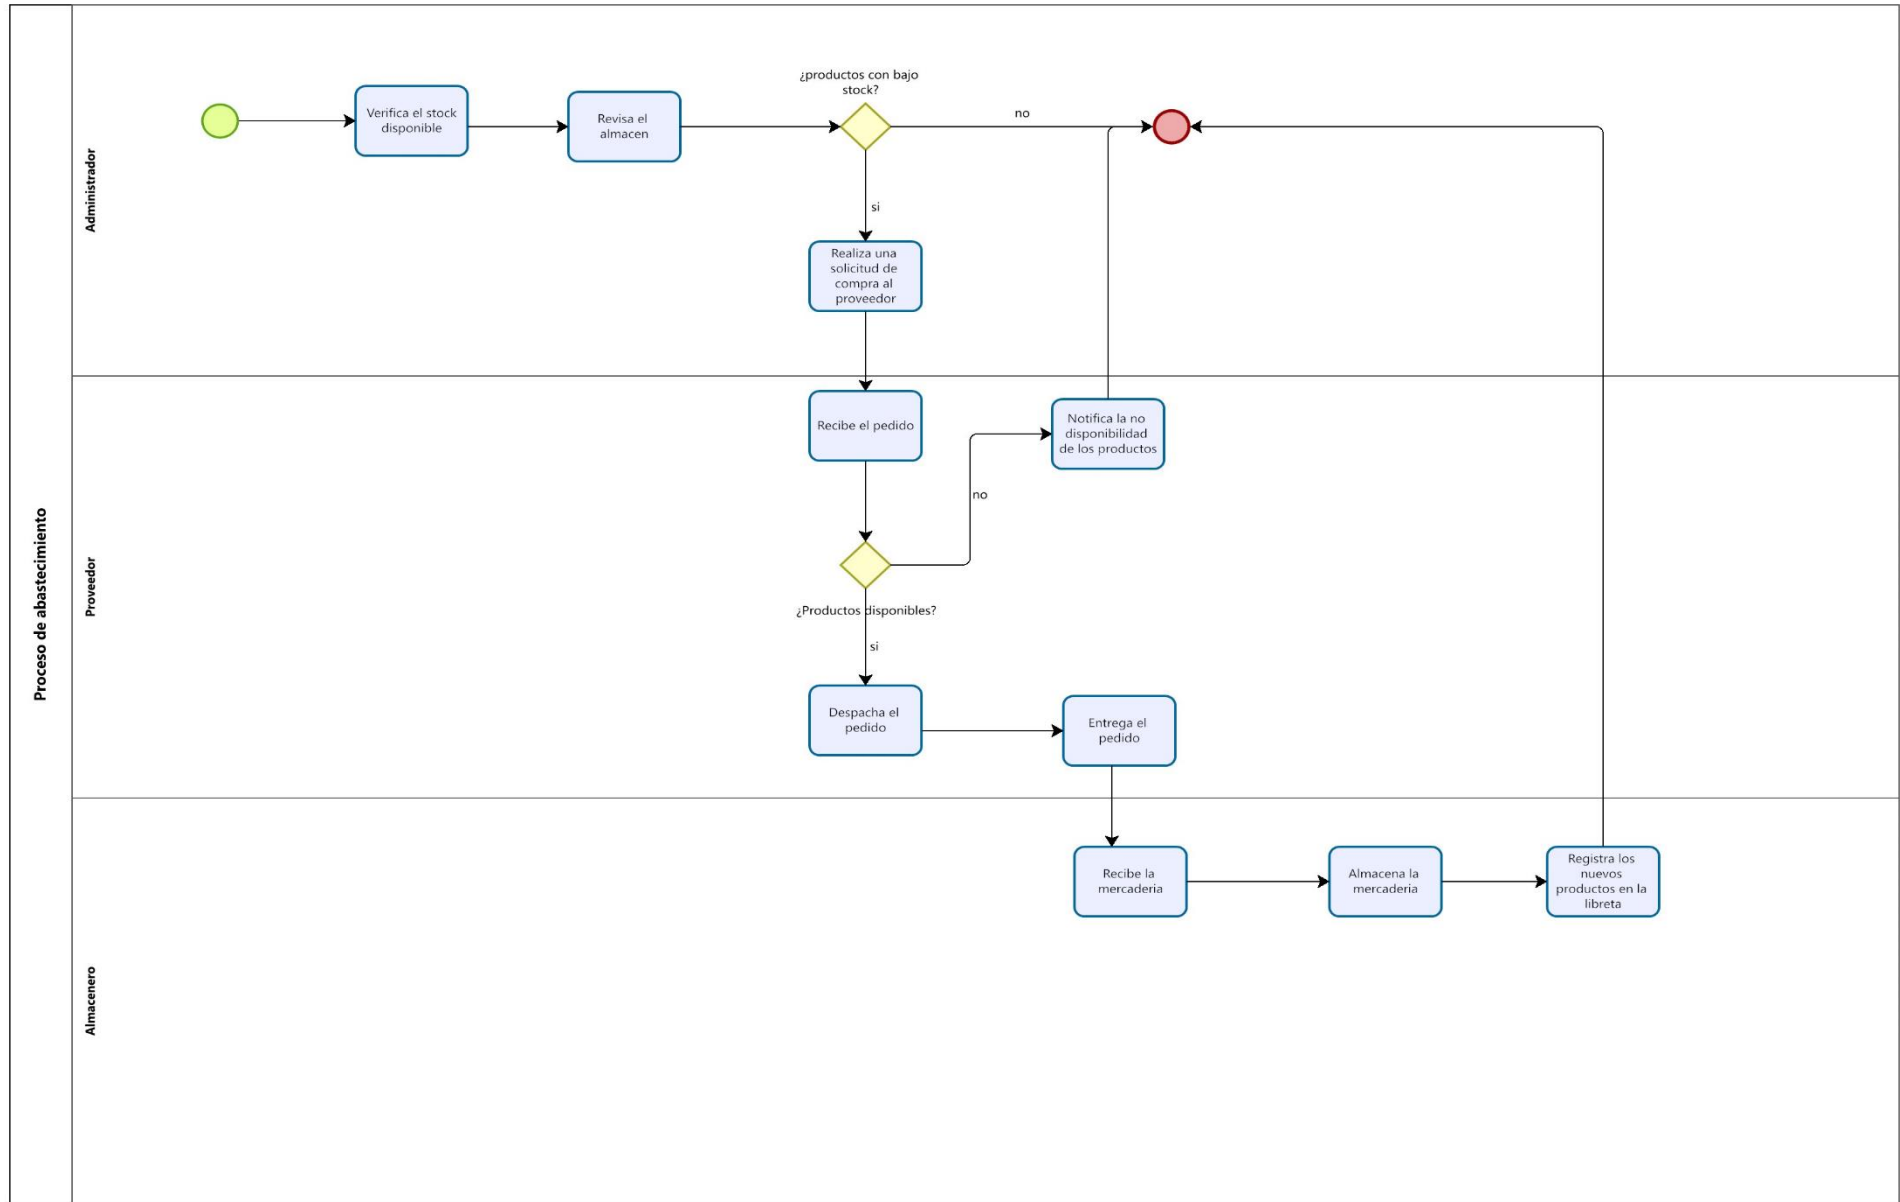 Proceso de abastecimiento
Administrador
Verifica el stock
disponible
Revisa el
almacen
¿productos con bajo
stock?
no
si
Realiza una
solicitud de
compra al
proveedor
Proveedor
Recibe el pedido
Notifica la no
disponibilidad
de los productos
no
¿Productos disponibles?
si
Despacha el
pedido
Entrega el
pedido
Almacenero
Recibe la
mercaderia
Almacena la
mercaderia
Registra los
nuevos
productos en la
libreta